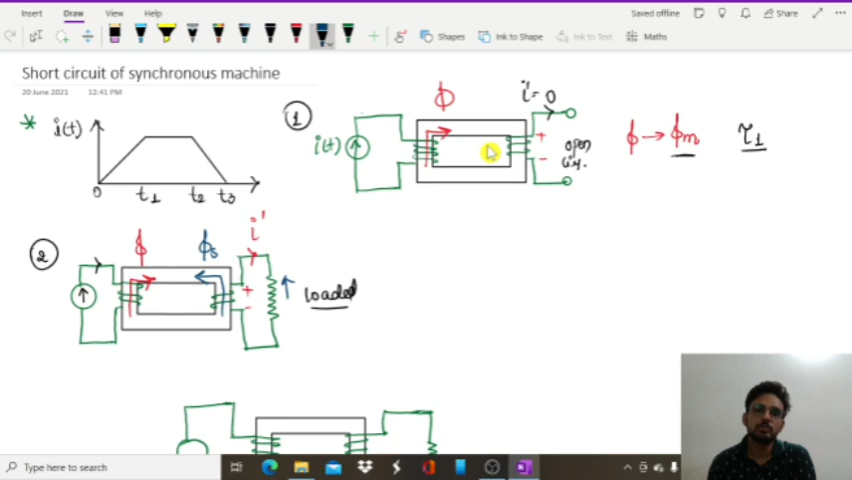 Insert Draw View Help Saved offline Share
Shapes Ink to Shape Ink to Text Maths
Short circuit of synchronous machine
20 June 2021 12:41 PM
* i(t)
0 t₁ t₂ t₃
1
i(t)
ϕ
i'= 0
+
-
open
ϕ → ϕm τ₁
2
ϕ
ϕs
i'
+
-
loaded
Type here to search